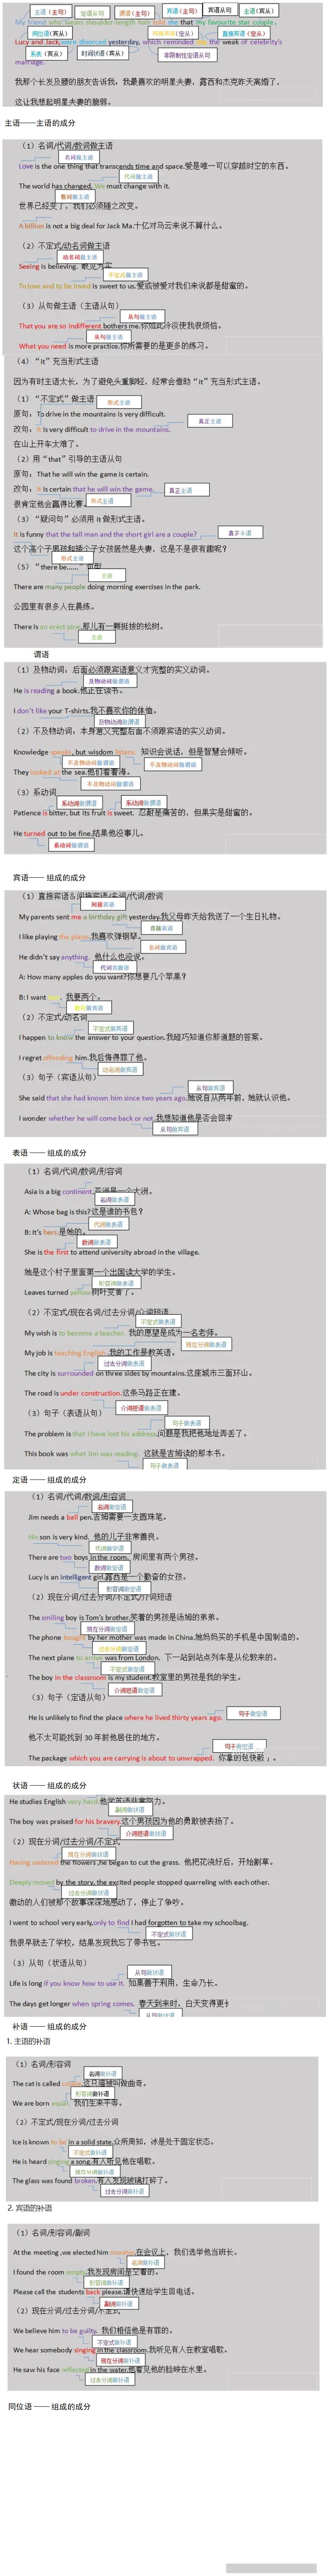 主语（主句） 定语从句 谓语（主句） 宾语（主句） 宾语从句 主语（宾从）
My friend who wears shoulder-length hair told me that my favourite star couple,
同位语（宾从） 直接宾语（定从）
Lucy and Jack,were divorced yesterday, which reminded me the weak of celebrity's
系表（宾从） 时间状语（宾从） 非限制性定语从句
marriage.
我那个长发及腰的朋友告诉我，我最喜欢的明星夫妻，露西和杰克昨天离婚了，
这让我想起明星夫妻的脆弱。
主语——主语的成分
（1）名词/代词/数词做主语
名词做主语
Love is the one thing that transcends time and space.爱是唯一可以穿越时空的东西。
代词做主语
The world has changed. We must change with it.
世界已经变了，我们必须随之改变。
数词做主语
A billion is not a big deal for Jack Ma.十亿对马云来说不算什么。
（2）不定式/动名词做主语
动名词做主语
Seeing is believing. 眼见为实
不定式做主语
To love and to be loved is sweet to us.爱或被爱对我们来说都是甜蜜的。
（3）从句做主语（主语从句）
从句做主语
That you are so indifferent bothers me.你如此冷淡使我很烦恼。
从句做主语
What you need is more practice.你所需要的是更多的练习。
（4）“it”充当形式主语
因为有时主语太长，为了避免头重脚轻，经常会借助“it”充当形式主语。
（1）“不定式”做主语
形式主语
原句：To drive in the mountains is very difficult.
真正主语
改句：It is very difficult to drive in the mountains.
在山上开车太难了。
（2）用“that”引导的主语从句
原句：That he will win the game is certain.
改句：It is certain that he will win the game.
真正主语
很肯定他会赢得比赛。
形式主语
（3）“疑问句”必须用 it 做形式主语。
It is funny that the tall man and the short girl are a couple?
真正主语
这个高个子男孩和矮个子女孩居然是夫妻，这是不是很有趣呢？
形式主语
（5）“there be……”句型
主语
There are many people doing morning exercises in the park.
公园里有很多人在晨练。
There is an erect pine.那儿有一颗挺拔的松树。
主语
谓语
（1）及物动词，后面必须跟宾语意义才完整的实义动词。
及物动词做谓语
He is reading a book.他正在读书。
I don't like your T-shirts.我不喜欢你的体恤。
及物动词做谓语
（2）不及物动词，本身意义完整后面不须跟宾语的实义动词。
Knowledge speaks, but wisdom listens. 知识会说话，但是智慧会倾听。
不及物动词做谓语 不及物动词做谓语
They looked at the sea.他们看着海。
不及物动词做谓语
（3）系动词
系动词做谓语 系动词做谓语
Patience is bitter, but its fruit is sweet. 忍耐是痛苦的，但果实是甜蜜的。
He turned out to be fine.结果他没事儿。
系动词做谓语
宾语—— 组成的成分
（1）直接宾语&间接宾语/名词/代词/数词
间接宾语
My parents sent me a birthday gift yesterday.我父母昨天给我送了一个生日礼物。
直接宾语
I like playing the piano.我喜欢弹钢琴。
名词做宾语
He didn't say anything. 他什么也没说。
代词做宾语
A: How many apples do you want?你想要几个苹果？
B: I want two. 我要两个。
（2）不定式/动名词
不定式做宾语
I happen to know the answer to your question.我碰巧知道你那道题的答案。
I regret offending him.我后悔得罪了他。
动名词做宾语
（3）句子（宾语从句）
从句做宾语
She said that she had known him since two years ago.她说自从两年前，她就认识他。
I wonder whether he will come back or not.我想知道他是否会回来
从句做宾语
表语 —— 组成的成分
（1）名词/代词/数词/形容词
Asia is a big continent.亚洲是一个大洲。
名词做表语
A: Whose bag is this?这是谁的书包？
代词做表语
B: It's hers.是她的。
数词做表语
She is the first to attend university abroad in the village.
她是这个村子里面第一个出国读大学的学生。
形容词做表语
Leaves turned yellow.树叶变黄了。
（2）不定式/现在名词/过去分词/介词短语
不定式做表语
My wish is to become a teacher. 我的愿望是成为一名老师。
现在分词做表语
My job is teaching English.我的工作是教英语。
过去分词做表语
The city is surrounded on three sides by mountains.这座城市三面环山。
The road is under construction.这条马路正在建。
介词短语做表语
（3）句子（表语从句）
句子做表语
The problem is that I have lost his address.问题是我把他地址弄丢了。
This book was what Jim was reading. 这就是吉姆读的那本书。
句子做表语
定语 —— 组成的成分
（1）名词/代词/数词/形容词
名词做定语
Jim needs a ball pen.吉姆需要一支圆珠笔。
His son is very kind. 他的儿子非常善良。
代词做定语
There are two boys in the room. 房间里有两个男孩。
数词做定语
Lucy is an intelligent girl.露西是一个勤奋的女孩。
形容词做定语
（2）现在分词/过去分词/不定式/介词短语
The smiling boy is Tom's brother.笑着的男孩是汤姆的弟弟。
现在分词做定语
The phone bought by her mother was made in China.她的妈买的手机是中国制造的。
过去分词做定语
The next plane to arrive was from London. 下一一站到站点列车是从伦敦来的。
不定式做定语
The boy in the classroom is my student.教室里的男孩是我的学生。
介词短语做定语
（3）句子（定语从句）
句子做定语
He is unlikely to find the place where he lived thirty years ago.
他不太可能找到 30 年前他居住的地方。
句子做定语
The package which you are carrying is about to unwrapped.
状语 —— 组成的成分
He studies English very hard.他学英语非常努力。
副词做状语
The boy was praised for his bravery.这个男孩因为他的勇敢被表扬了。
介词短语做状语
（2）现在分词/过去分词/不定式
现在分词做状语
Having watered the flowers ,he began to cut the grass. 他把花浇好后，开始割草。
Deeply moved by the story, the excited people stopped quarreling with each other.
过去分词做状语
激动的人们被那个故事深深地感动了，停止了争吵。
I went to school very early,only to find I had forgotten to take my schoolbag.
不定式做状语
我很早就去了学校，结果发现我忘了带书包。
（3）从句（状语从句）
从句做状语
Life is long if you know how to use it. 如果善于利用，生命乃长。
The days get longer when spring comes. 春天到来时，白天变得更长
从句做状语
补语 —— 组成的成分
1. 主语的补语
（1）名词/形容词
名词做补语
The cat is called 这只猫被叫做曲奇。
形容词做补语
We are born equal. 我们生来平等。
（2）不定式/现在分词/过去分词
Ice is known to be in a solid state.众所周知，冰是处于固定状态。
不定式做补语
He is heard singing a song.有人听见他在唱歌。
现在分词做补语
The glass was found broken.有人发现玻璃打碎了。
过去分词做补语
2. 宾语的补语
（1）名词/形容词/副词
At the meeting ,we elected him monitor.在会议上，我们选举他当班长。
名词做补语
I found the room empty.我发现房间是空着的。
形容词做补语
Please call the students back please.请快速给学生回电话。
副词做补语
（2）现在分词/过去分词/不定式
We believe him to be guilty. 我们相信他是有罪的。
不定式做补语
We hear somebody singing in the classroom.我听见有人在教室唱歌。
现在分词做补语
He saw his face reflected in the water.他看见他的脸映在水里。
过去分词做补语
同位语 —— 组成的成分